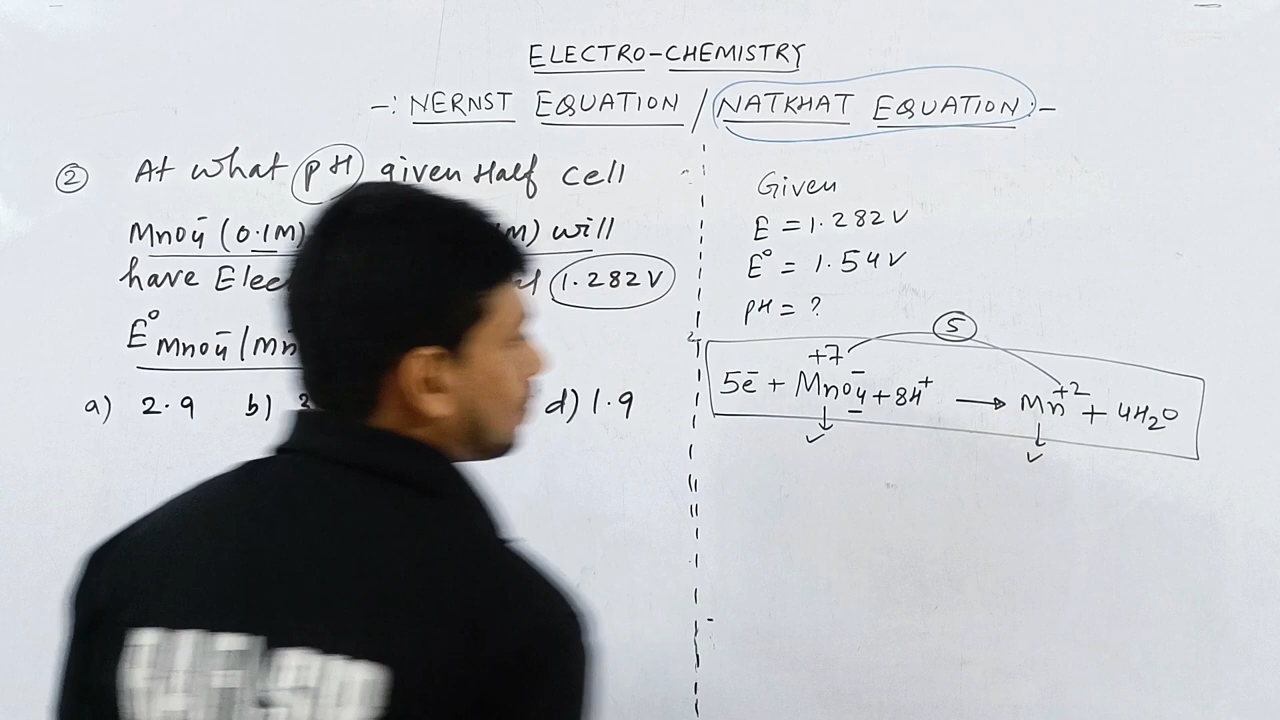 ELECTRO-CHEMISTRY
-: NERNST EQUATION / NATKHAT EQUATION :-
② At what pH given Half cell
MnO₄⁻ (0.1M) M) will
have 1.282V
E° MnO₄⁻ /
a) 2.9 b) d) 1.9
Given
E = 1.282V
E° = 1.54V
pH = ?
5
+7
5e⁻ + MnO₄⁻ + 8H⁺ → Mn⁺² + 4H₂O